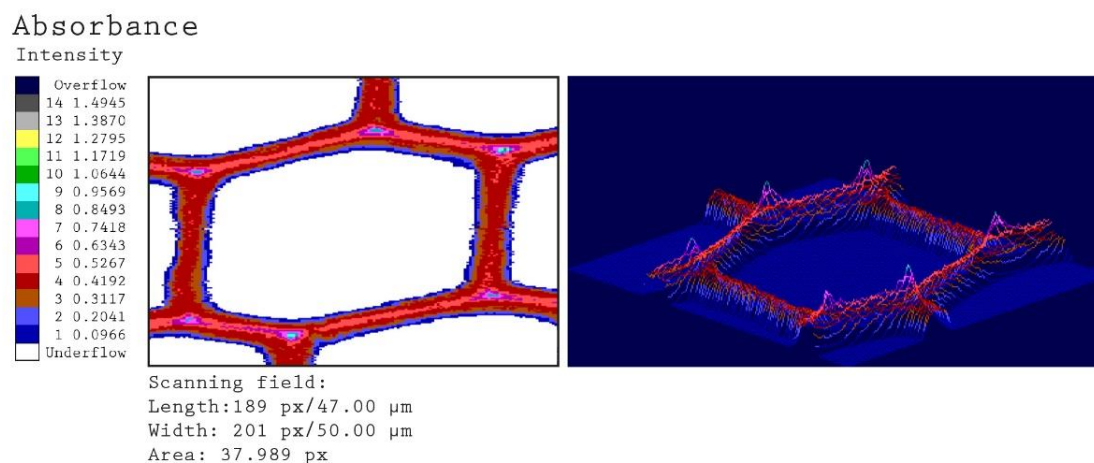 Absorbance
Intensity
Overflow
14 1.4945
13 1.3870
12 1.2795
11 1.1719
10 1.0644
9 0.9569
8 0.8493
7 0.7418
6 0.6343
5 0.5267
4 0.4192
3 0.3117
2 0.2041
1 0.0966
Underflow
Scanning field:
Length:189 px/47.00 µm
Width: 201 px/50.00 µm
Area: 37.989 px